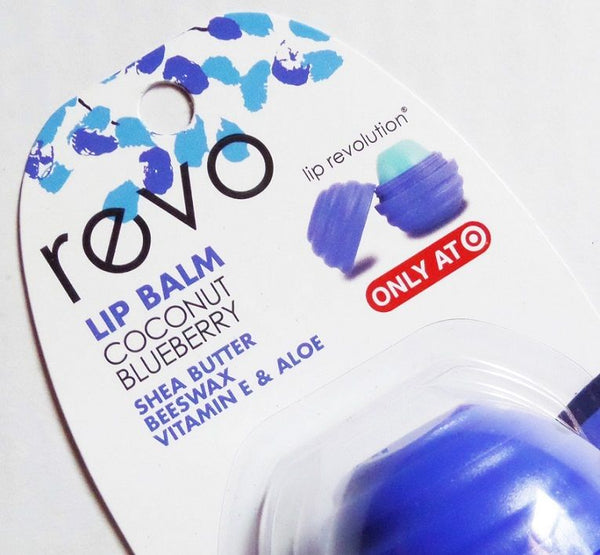 revo
lip revolution®
ONLY AT
LIP BALM
COCONUT
BLUEBERRY
SHEA BUTTER
BEESWAX
VITAMIN E & ALOE